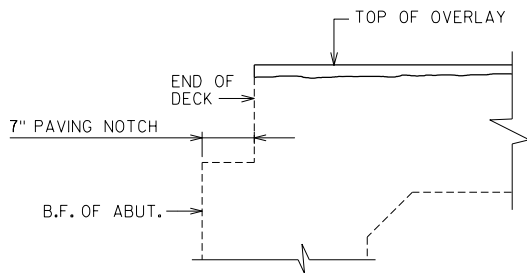 TOP OF OVERLAY
END OF
DECK
7" PAVING NOTCH
B.F. OF ABUT.